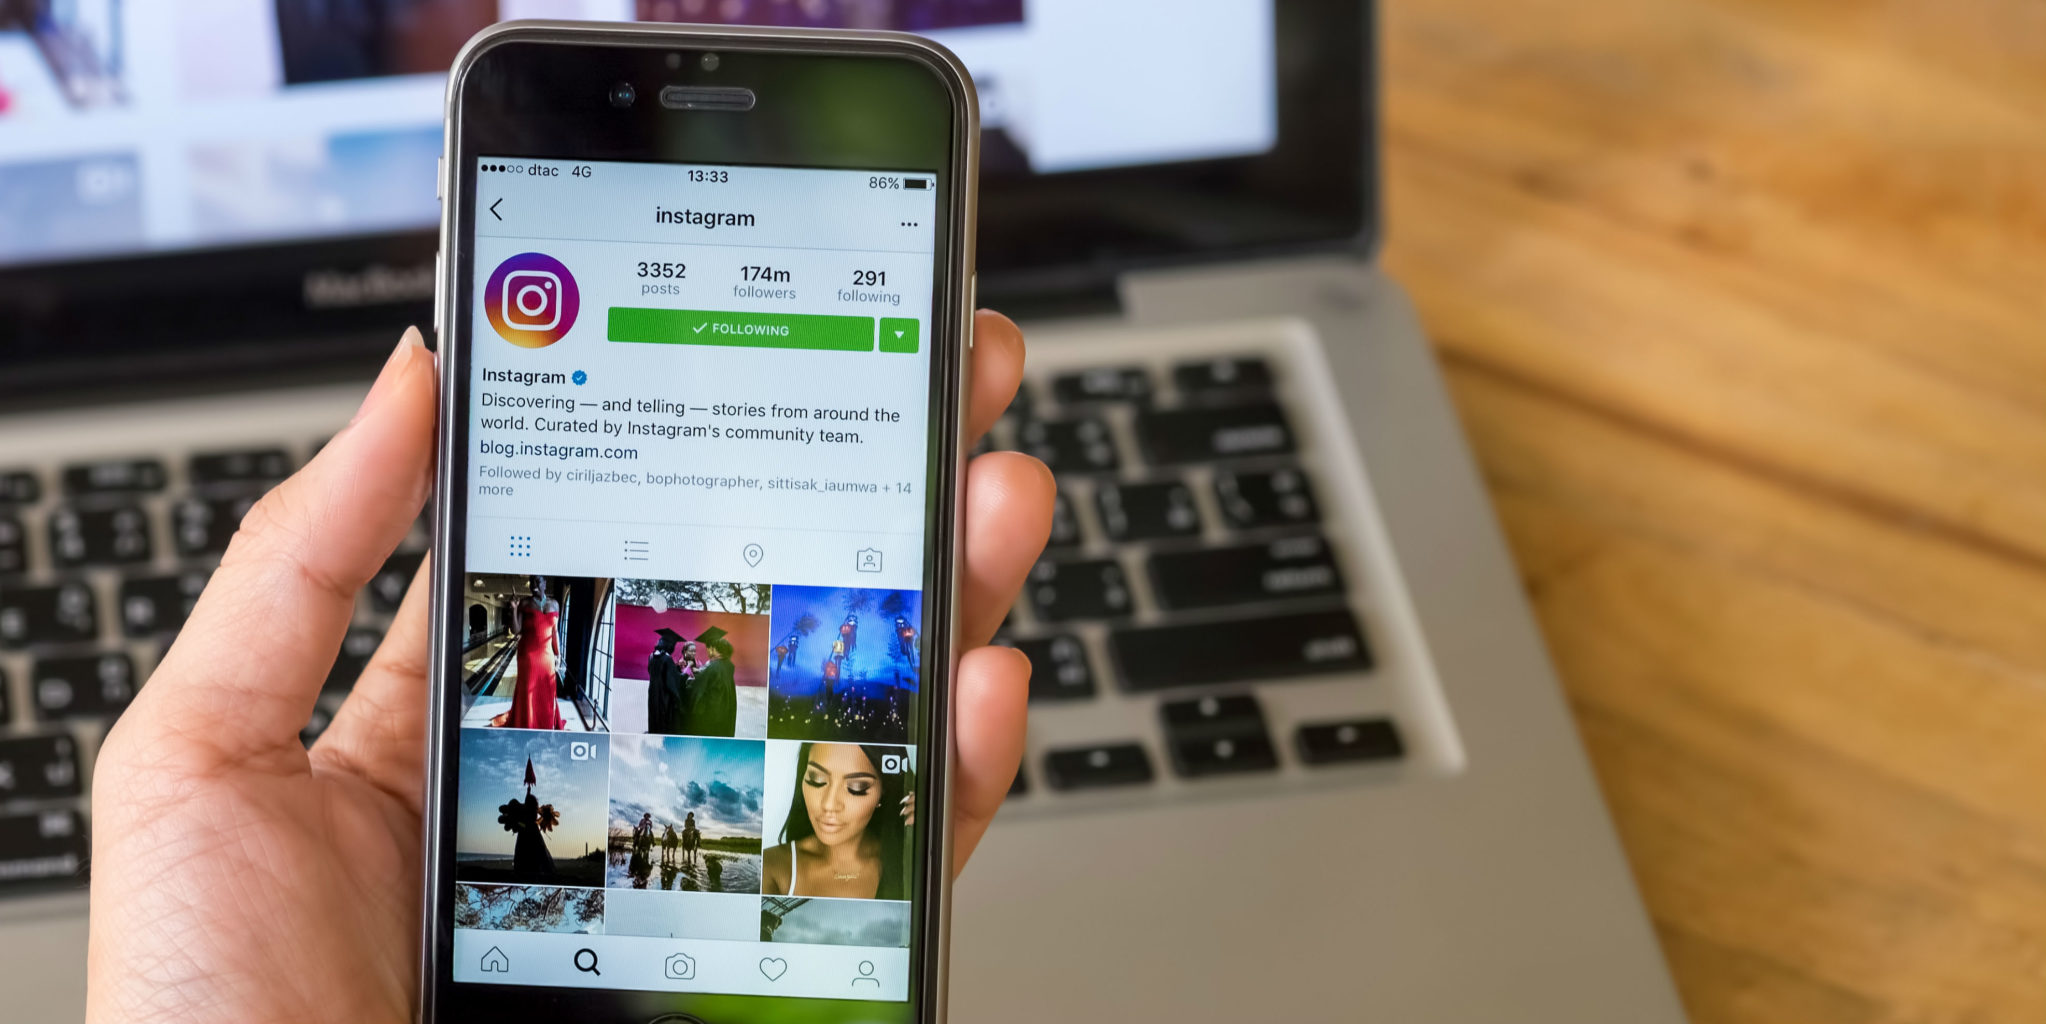 dtac 4G 13:33 86%
instagram
3352 174m 291
posts followers following
FOLLOWING
Instagram
Discovering — and telling — stories from around the
world. Curated by Instagram's community team.
blog.instagram.com
Followed by ciriljazbec, bophotographer, sittisak_iaumwa + 14
more
MacBook